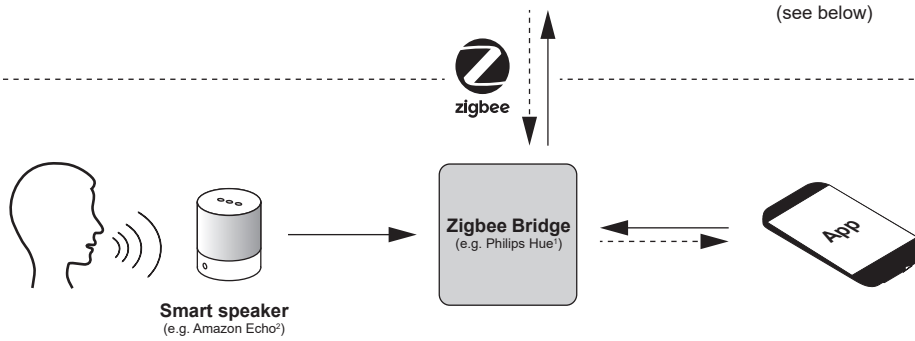 (see below)
zigbee
Zigbee Bridge
(e.g. Philips Hue¹)
App
Smart speaker
(e.g. Amazon Echo²)